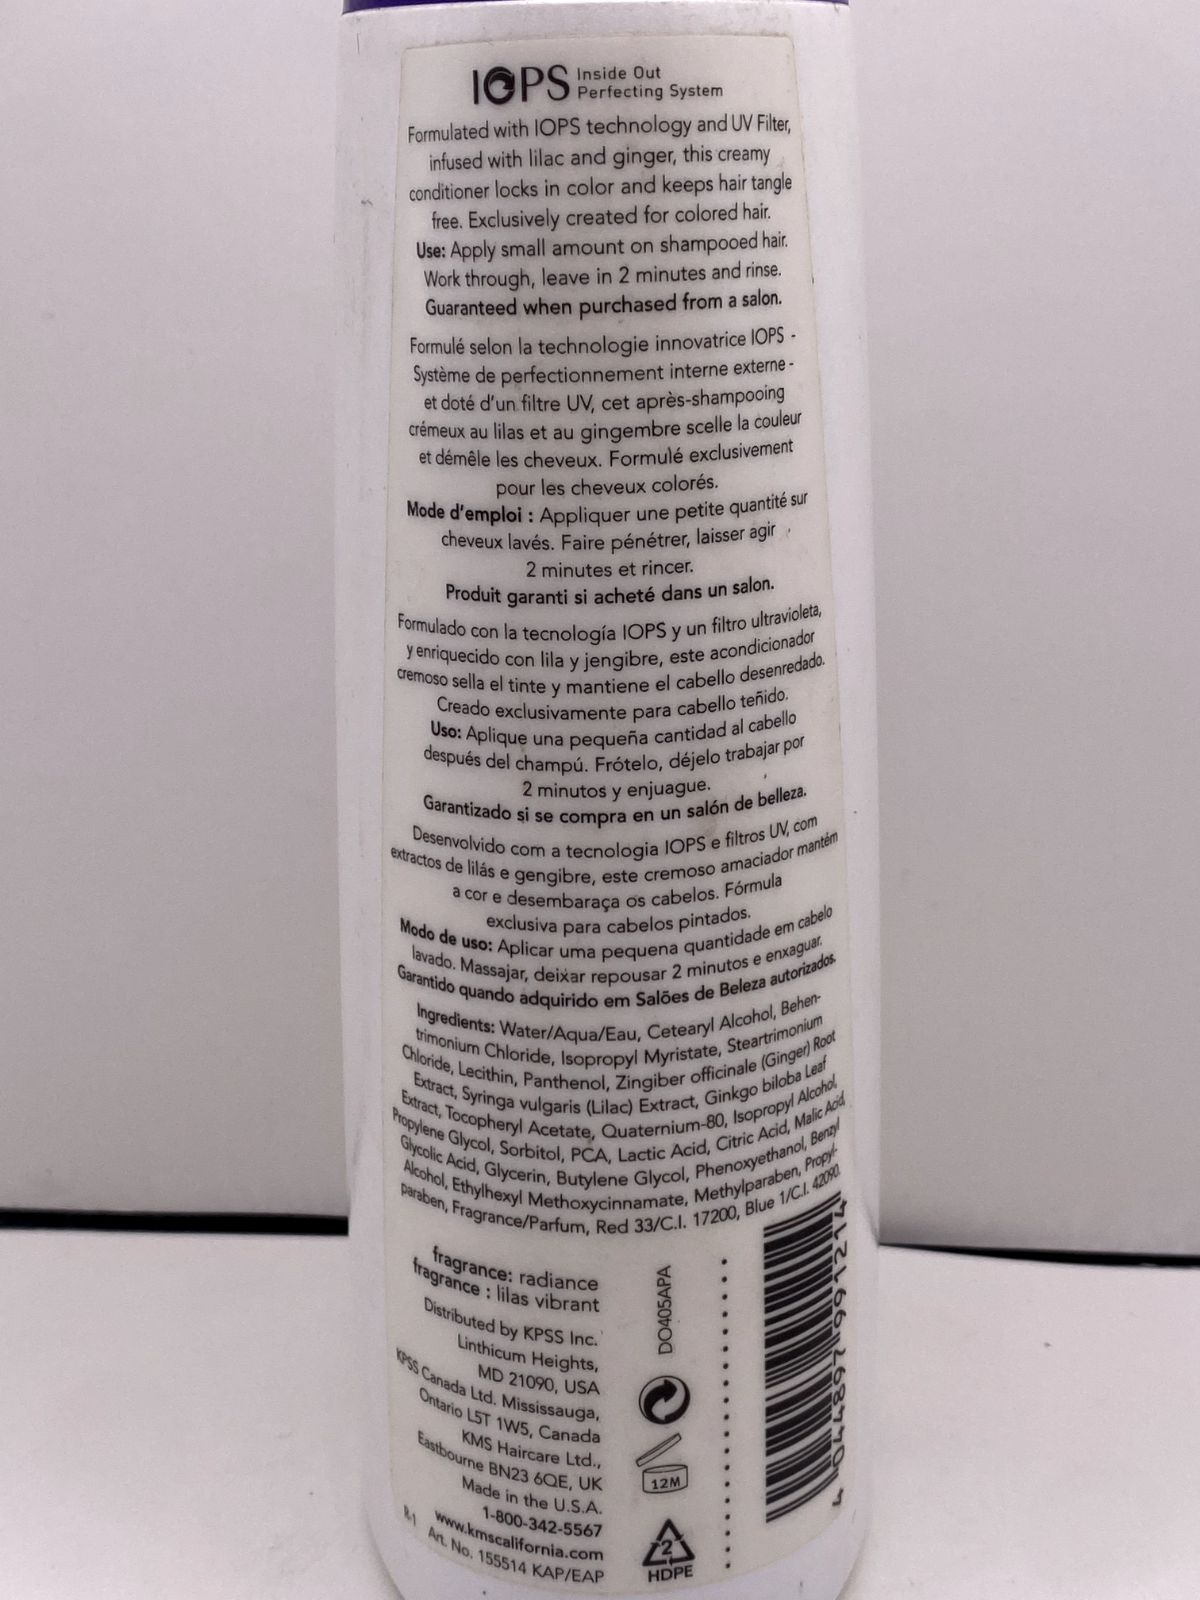 IOPS Inside Out
Perfecting System
Formulated with IOPS technology and UV Filter,
infused with lilac and ginger, this creamy
conditioner locks in color and keeps hair tangle
free. Exclusively created for colored hair.
Use: Apply small amount on shampooed hair.
Work through, leave in 2 minutes and rinse.
Guaranteed when purchased from a salon.
Formulé selon la technologie innovatrice IOPS -
Système de perfectionnement interne externe -
et doté d'un filtre UV, cet après-shampooing
crémeux au lilas et au gingembre scelle la couleur
et démêle les cheveux. Formulé exclusivement
pour les cheveux colorés.
Mode d'emploi : Appliquer une petite quantité sur
cheveux lavés. Faire pénétrer, laisser agir
2 minutes et rincer.
Produit garanti si acheté dans un salon.
Formulado con la tecnología IOPS y un filtro ultravioleta,
y enriquecido con lila y jengibre, este acondicionador
cremoso sella el tinte y mantiene el cabello desenredado.
Creado exclusivamente para cabello teñido.
Uso: Aplique una pequeña cantidad al cabello
después del champú. Frótelo, déjelo trabajar por
2 minutos y enjuague.
Garantizado si se compra en un salón de belleza.
Desenvolvido com a tecnologia IOPS e filtros UV, com
extractos de lilás e gengibre, este cremoso amaciador mantém
a cor e desembaraça os cabelos. Fórmula
exclusiva para cabelos pintados.
Modo de uso: Aplicar uma pequena quantidade em cabelo
lavado. Massajar, deixar repousar 2 minutos e enxaguar.
Garantido quando adquirido em Salões de Beleza autorizados.
Ingredients: Water/Aqua/Eau, Cetearyl Alcohol, Behen-
trimonium Chloride, Isopropyl Myristate, Steartrimonium
Chloride, Lecithin, Panthenol, Zingiber officinale (Ginger) Root
Extract, Syringa vulgaris (Lilac) Extract, Ginkgo biloba Leaf
Extract, Tocopheryl Acetate, Quaternium-80, Isopropyl Alcohol,
Propylene Glycol, Sorbitol, PCA, Lactic Acid, Citric Acid, Malic Acid,
Glycolic Acid, Glycerin, Butylene Glycol, Phenoxyethanol, Benzyl
Alcohol, Ethylhexyl Methoxycinnamate, Methylparaben, Propyl-
paraben, Fragrance/Parfum, Red 33/C.I. 17200, Blue 1/C.I. 42090.
fragrance: radiance
fragrance : lilas vibrant
Distributed by KPSS Inc.
Linthicum Heights,
MD 21090, USA
KPSS Canada Ltd. Mississauga,
Ontario L5T 1W5, Canada
KMS Haircare Ltd.,
Eastbourne BN23 6QE, UK
Made in the U.S.A.
1-800-342-5567
www.kmscalifornia.com
R-1 Art. No. 155514 KAP/EAP
DO405APA
12M
2
HDPE
4 044897 991214